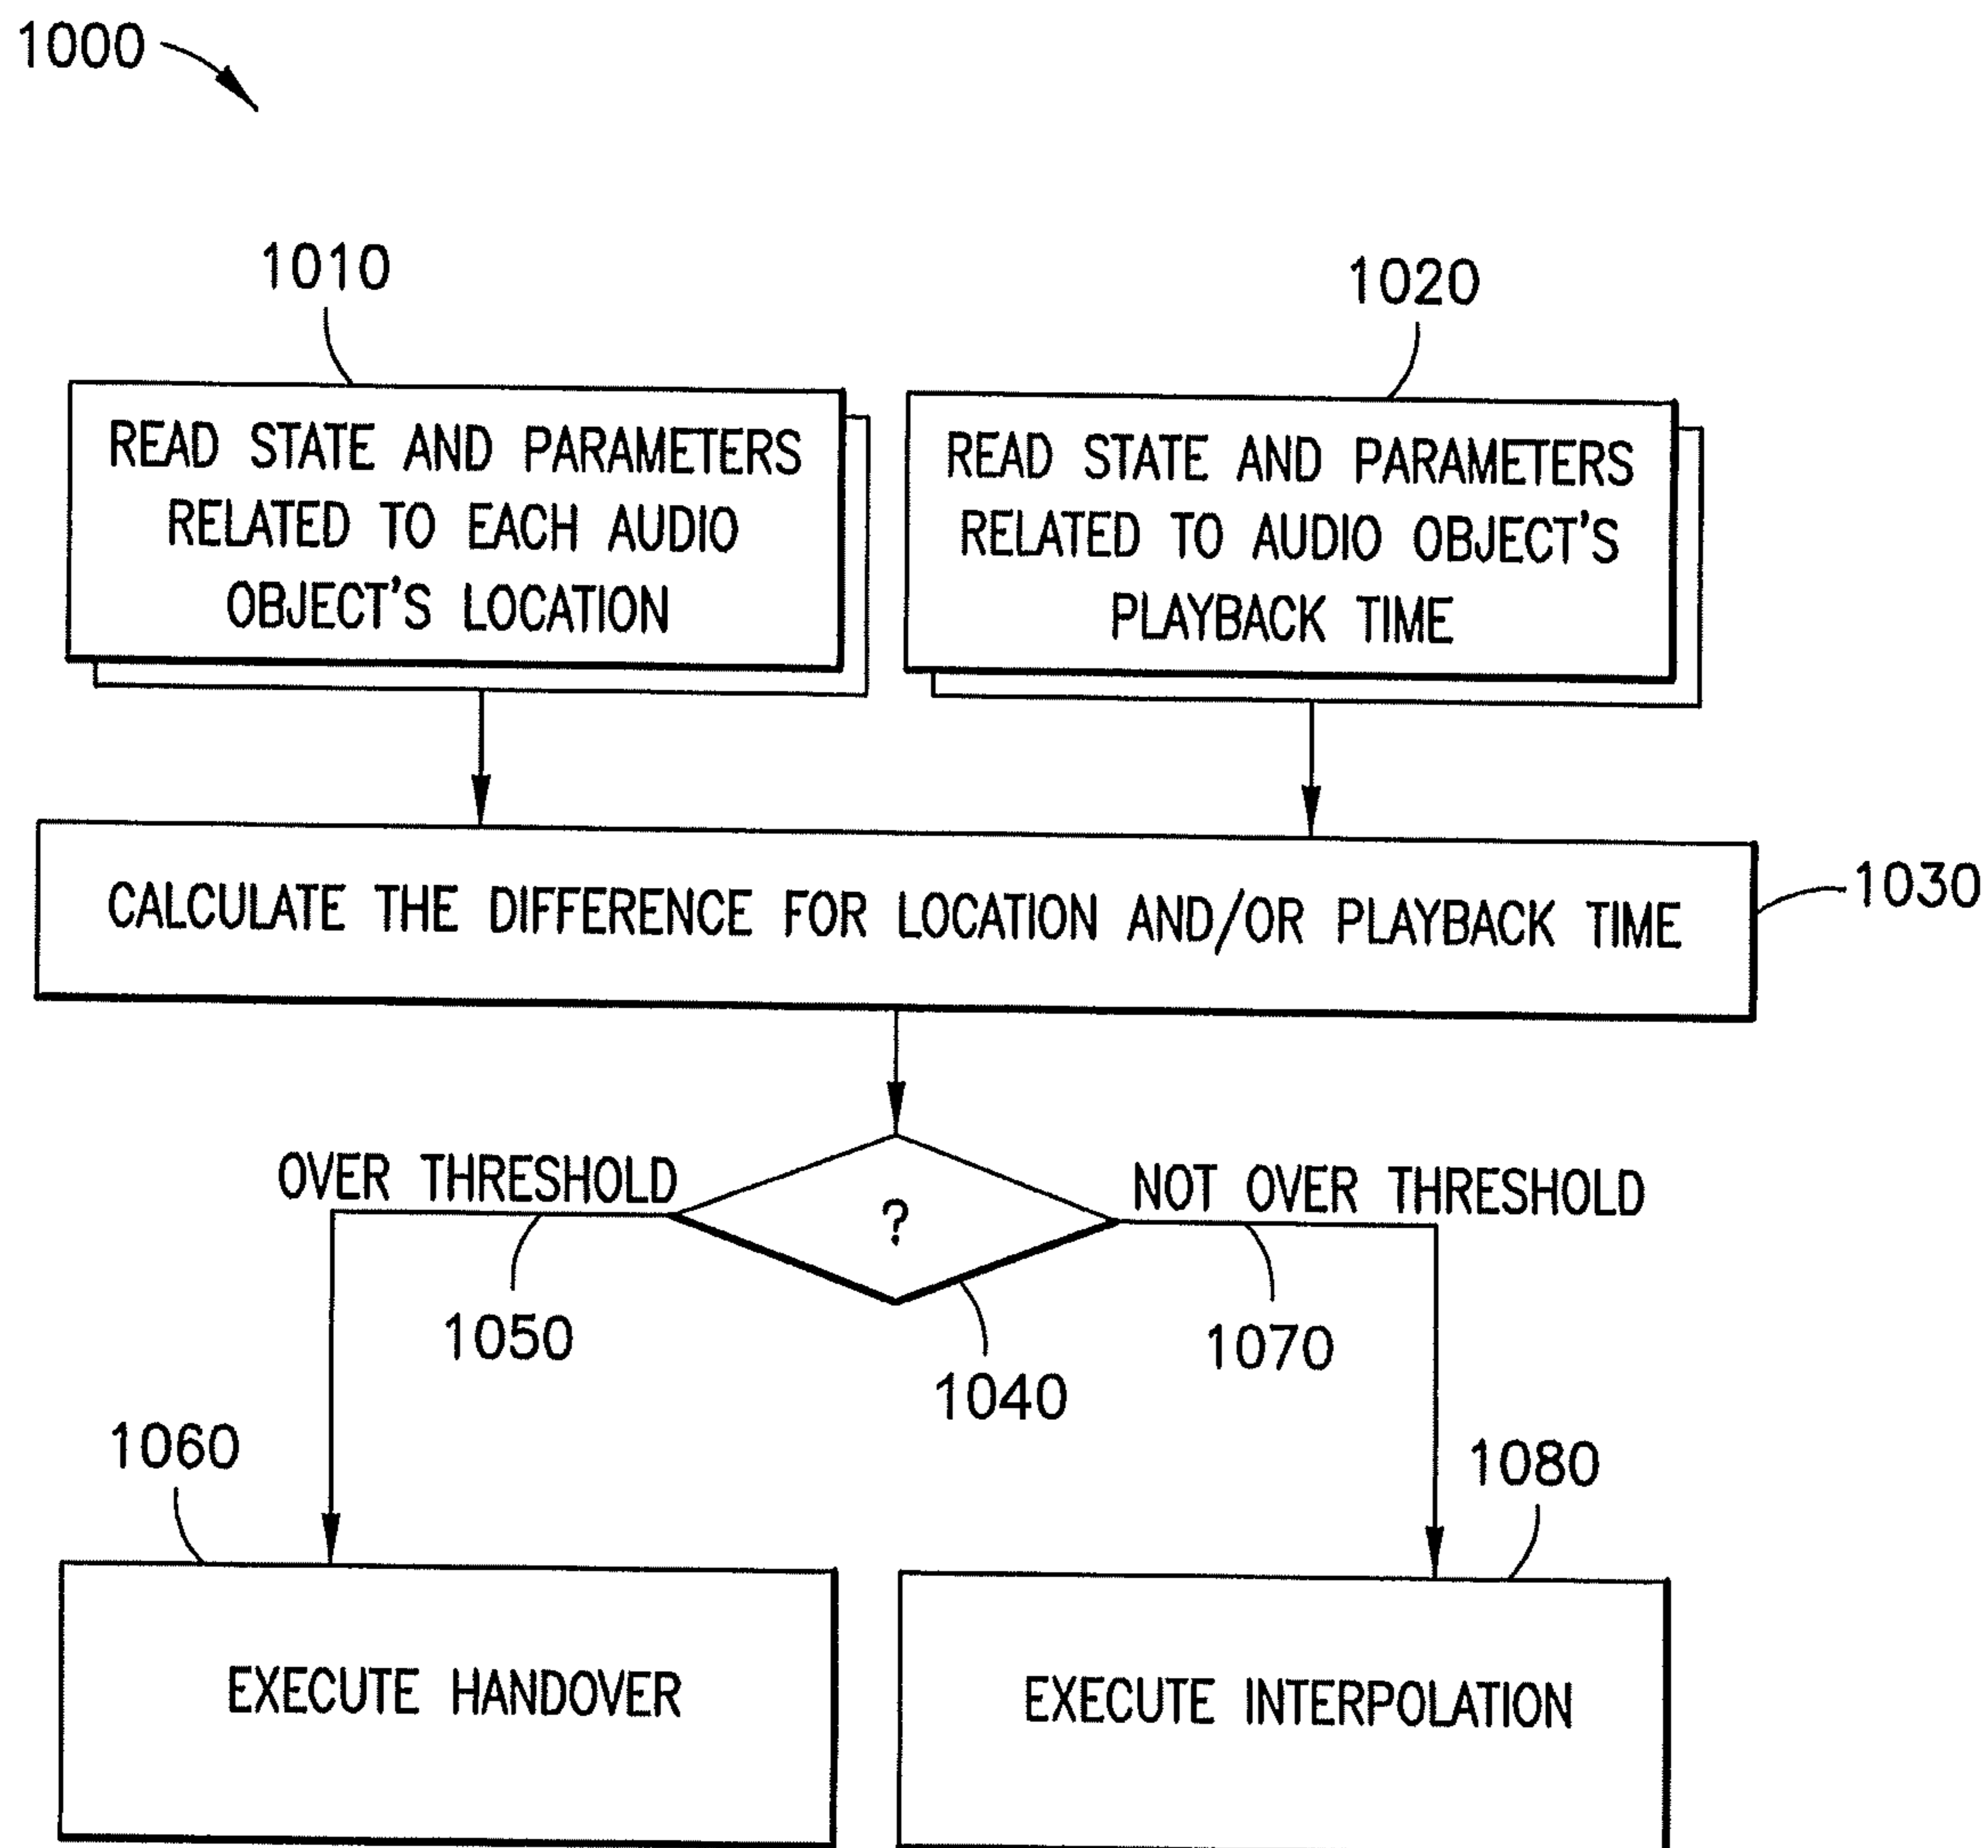 1000
1010
1020
READ STATE AND PARAMETERS
RELATED TO EACH AUDIO
OBJECT'S LOCATION
READ STATE AND PARAMETERS
RELATED TO AUDIO OBJECT'S
PLAYBACK TIME
CALCULATE THE DIFFERENCE FOR LOCATION AND/OR PLAYBACK TIME
1030
OVER THRESHOLD
?
NOT OVER THRESHOLD
1050
1040
1070
1060
1080
EXECUTE HANDOVER
EXECUTE INTERPOLATION